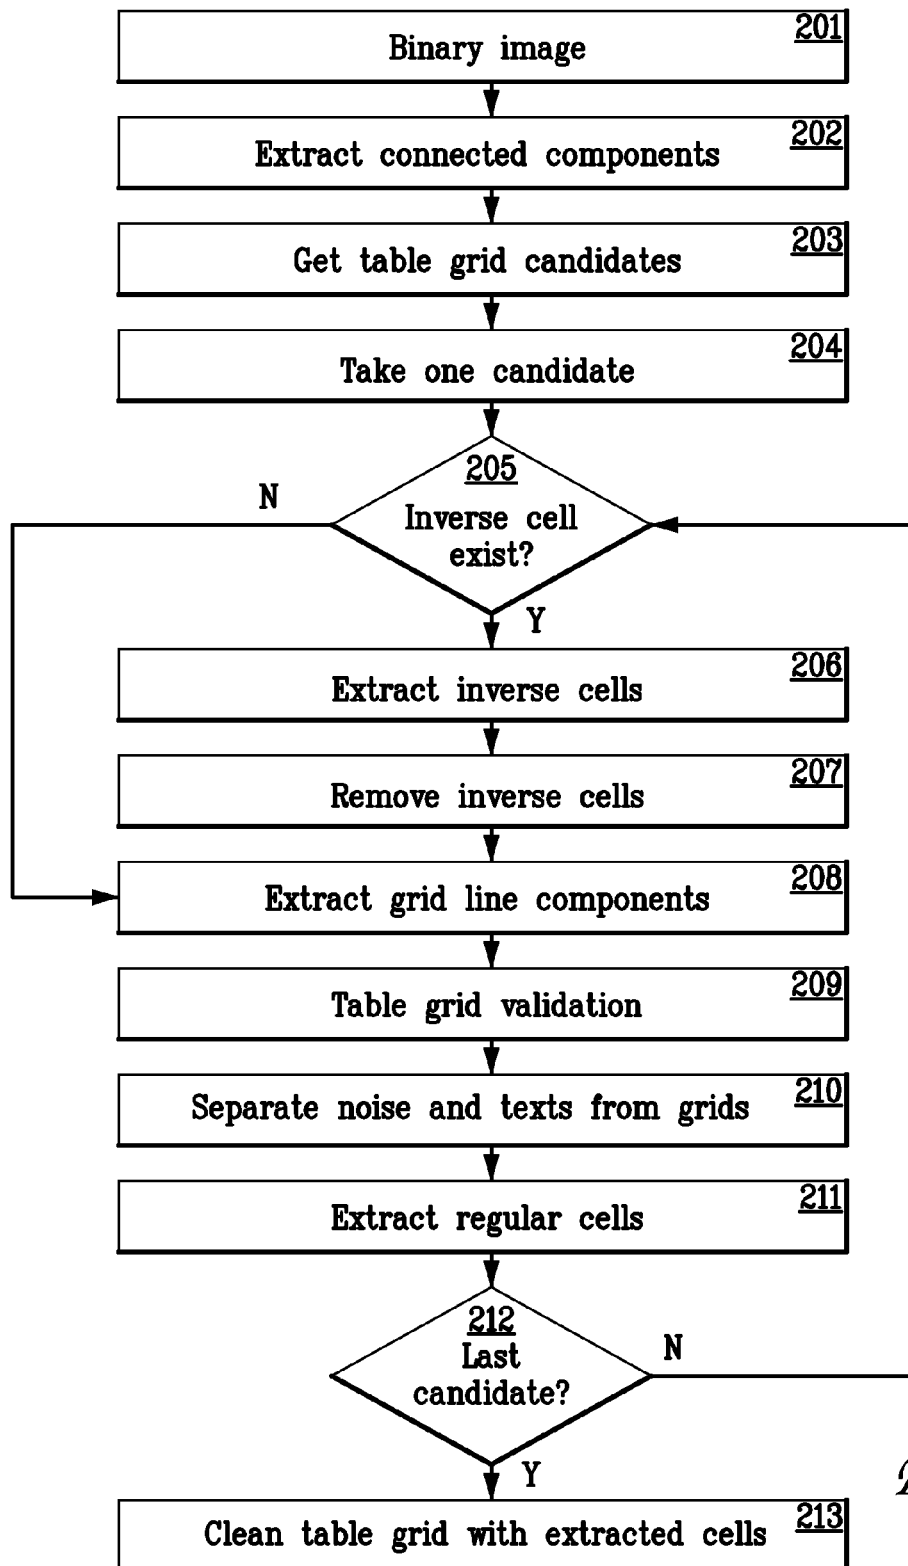 201
Binary image
202
Extract connected components
203
Get table grid candidates
204
Take one candidate
205
Inverse cell
exist?
N
Y
206
Extract inverse cells
207
Remove inverse cells
208
Extract grid line components
209
Table grid validation
210
Separate noise and texts from grids
211
Extract regular cells
212
Last
candidate?
N
Y
213
Clean table grid with extracted cells